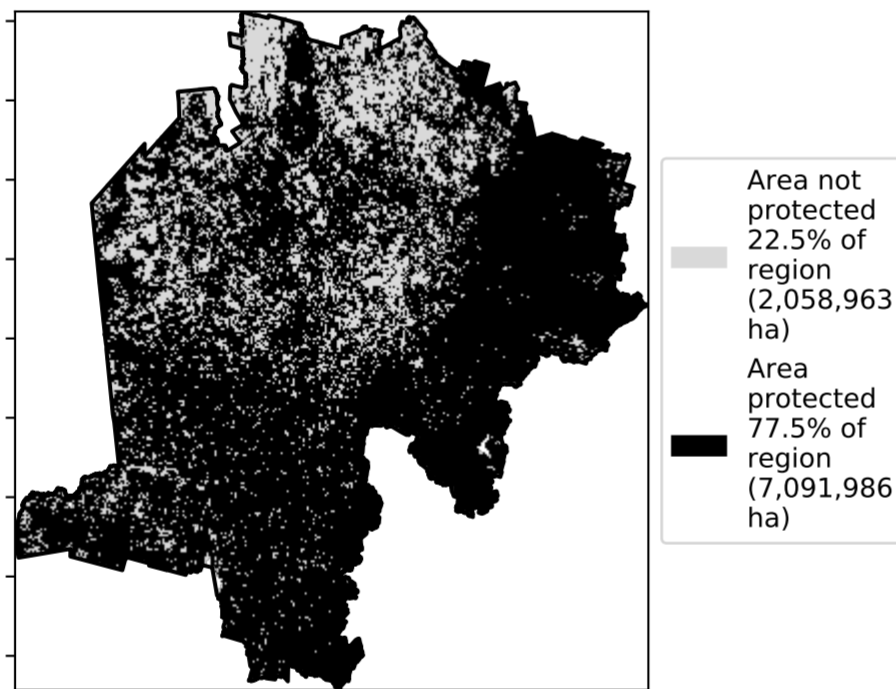 Area not
protected
22.5% of
region
(2,058,963
ha)
Area
protected
77.5% of
region
(7,091,986
ha)